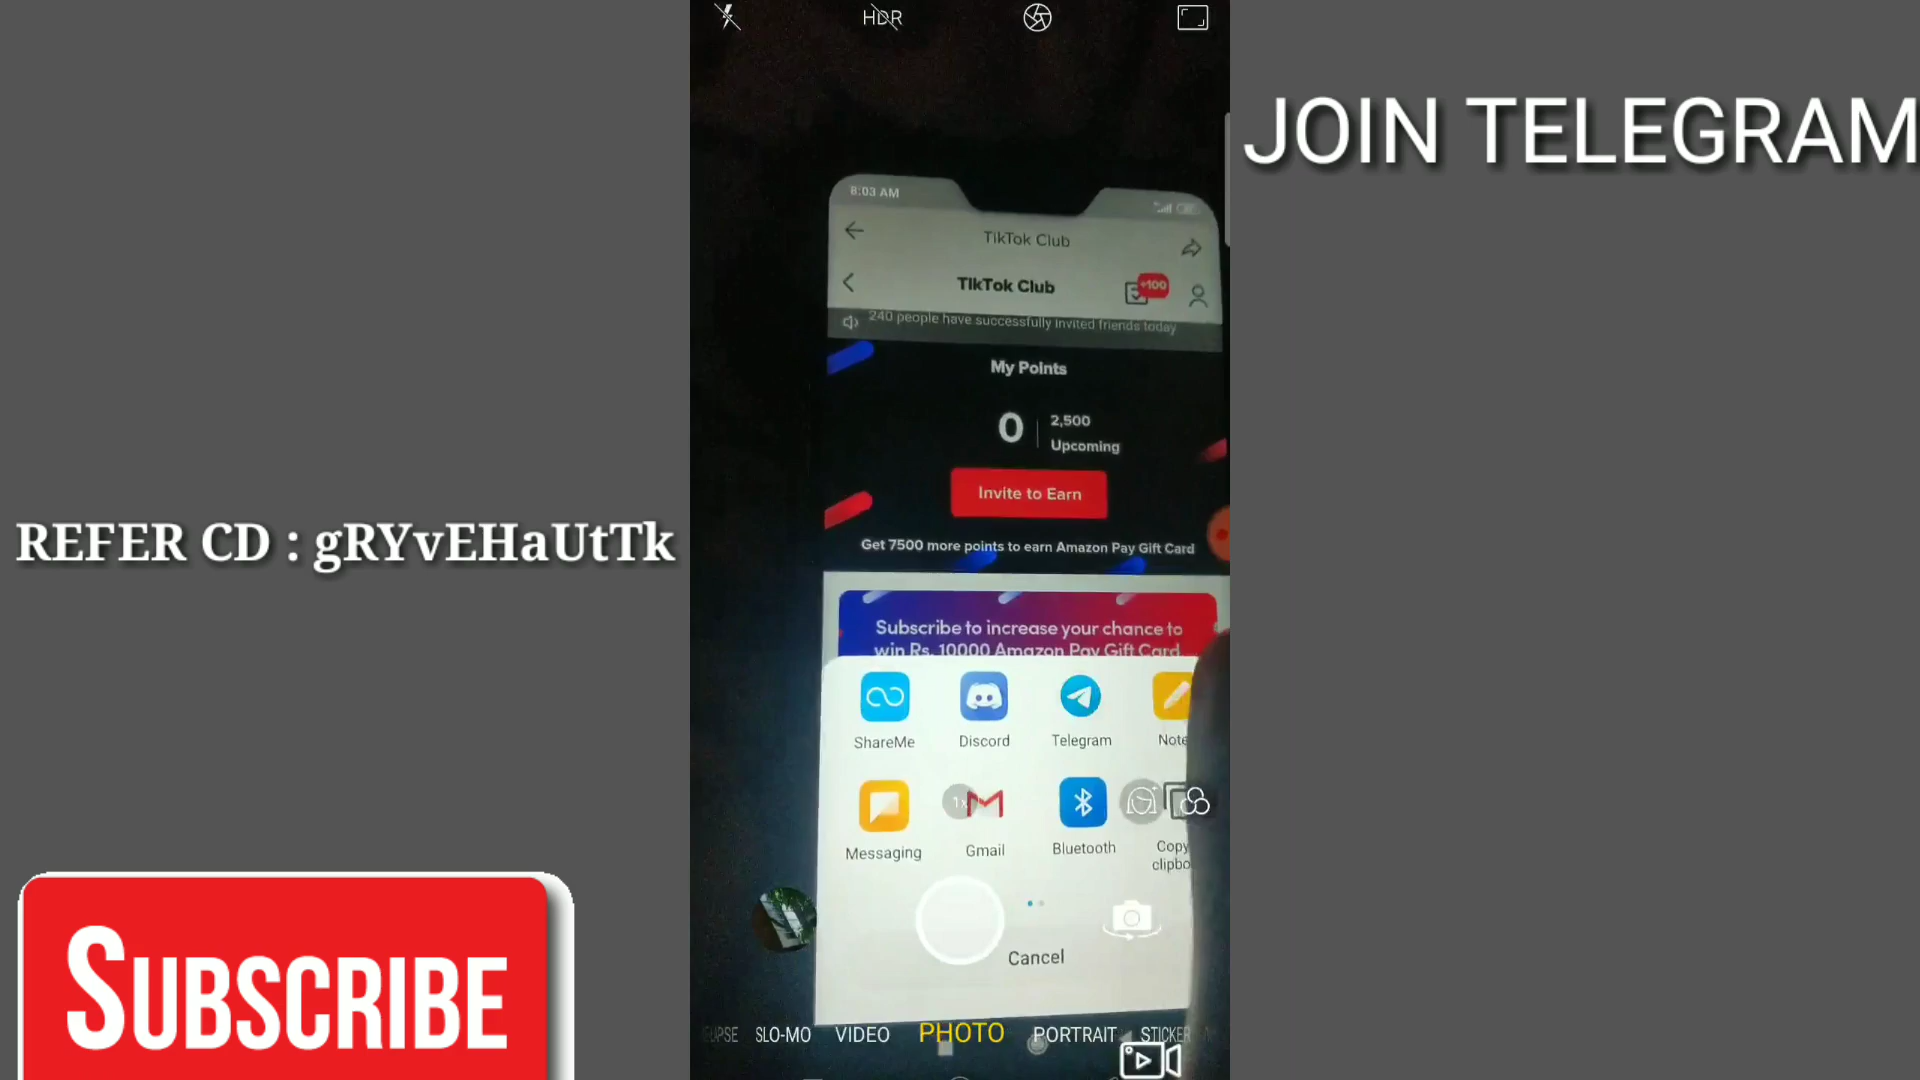 HDR
JOIN TELEGRAM
8:03 AM
TikTok Club
TikTok Club
+100
240 people have successfully invited friends today
My Points
0
2,500
Upcoming
Invite to Earn
REFER CD : gRYvEHaUtTk
Get 7500 more points to earn Amazon Pay Gift Card
Subscribe to increase your chance to
win Rs. 10000 Amazon Pay Gift Card
ShareMe
Discord
Telegram
Note
1x
Messaging
Gmail
Bluetooth
Copy
clipbo
Cancel
SUBSCRIBE
SLO-MO
VIDEO
PHOTO
PORTRAIT
STICKER